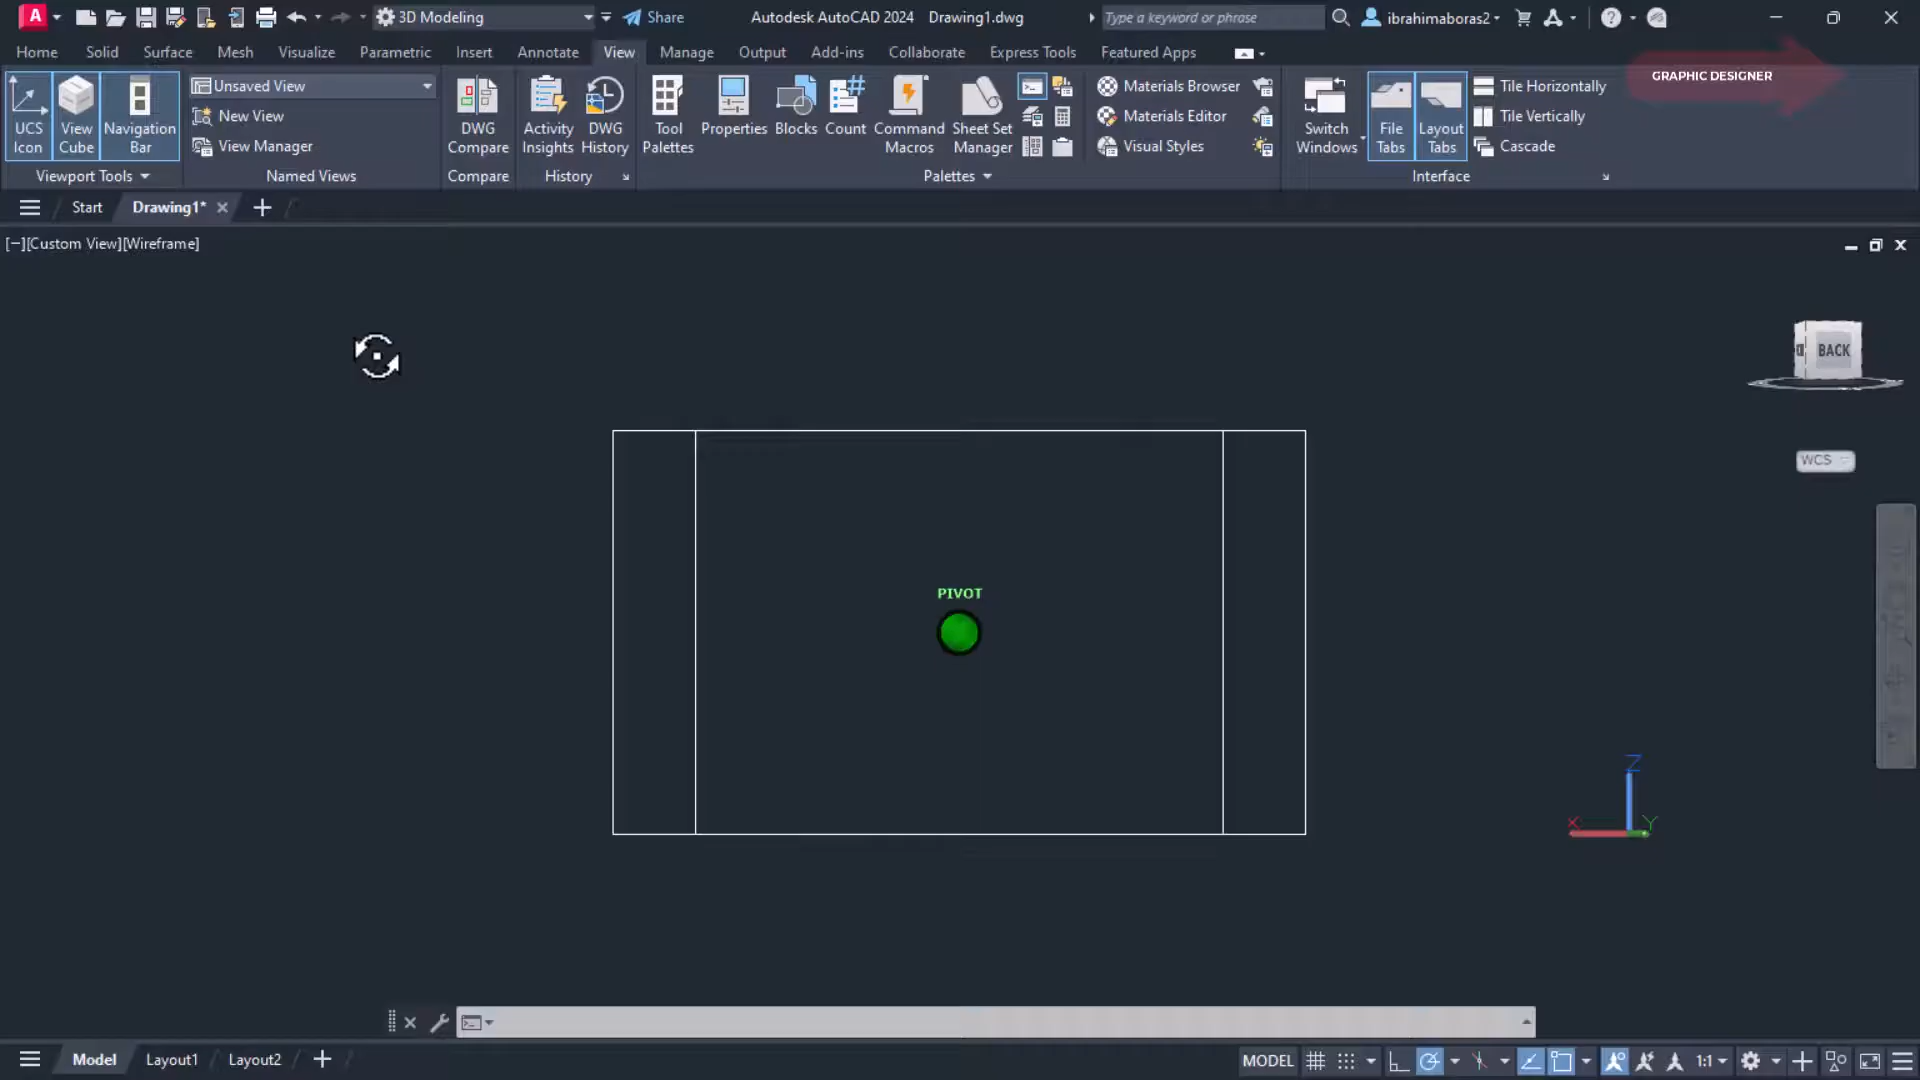 3D Modeling
Share
Autodesk AutoCAD 2024 Drawing1.dwg
Type a keyword or phrase
ibrahimaboras2
Home
Solid
Surface
Mesh
Visualize
Parametric
Insert
Annotate
View
Manage
Output
Add-ins
Collaborate
Express Tools
Featured Apps
GRAPHIC DESIGNER
UCS
Icon
View
Cube
Navigation
Bar
Viewport Tools
Unsaved View
New View
View Manager
Named Views
DWG
Compare
Compare
Activity
Insights
DWG
History
History
Tool
Palettes
Properties
Blocks
Count
Command
Macros
Sheet Set
Manager
Materials Browser
Materials Editor
Visual Styles
Palettes
Switch
Windows
File
Tabs
Layout
Tabs
Tile Horizontally
Tile Vertically
Cascade
Interface
Start
Drawing1*
[−][Custom View][Wireframe]
BACK
WCS
PIVOT
Z
X
Y
Model
Layout1
Layout2
MODEL
1:1